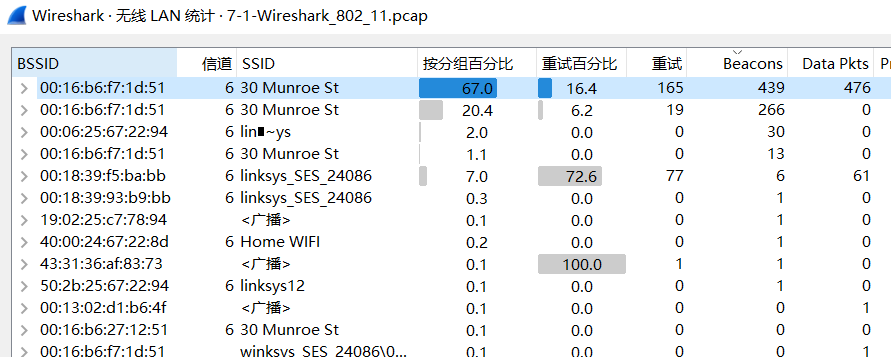 Wireshark · 无线 LAN 统计 · 7-1-Wireshark_802_11.pcap
BSSID 信道 SSID 按分组百分比 重试百分比 重试 Beacons Data Pkts
00:16:b6:f7:1d:51 6 30 Munroe St 67.0 16.4 165 439 476
00:16:b6:f7:1d:51 6 30 Munroe St 20.4 6.2 19 266 0
00:06:25:67:22:94 6 lin■~ys 2.0 0.0 0 30 0
00:16:b6:f7:1d:51 6 30 Munroe St 1.1 0.0 0 13 0
00:18:39:f5:ba:bb 6 linksys_SES_24086 7.0 72.6 77 6 61
00:18:39:93:b9:bb 6 linksys_SES_24086 0.3 0.0 0 1 0
19:02:25:c7:78:94 <广播> 0.1 0.0 0 1 0
40:00:24:67:22:8d 6 Home WIFI 0.2 0.0 0 1 0
43:31:36:af:83:73 <广播> 0.1 100.0 1 1 0
50:2b:25:67:22:94 6 linksys12 0.1 0.0 0 1 0
00:13:02:d1:b6:4f <广播> 0.1 0.0 0 0 1
00:16:b6:27:12:51 6 30 Munroe St 0.1 0.0 0 0 0
00:16:b6:f7:1d:51 winksys_SES_24086\0... 0.1 0.0 0 0 1